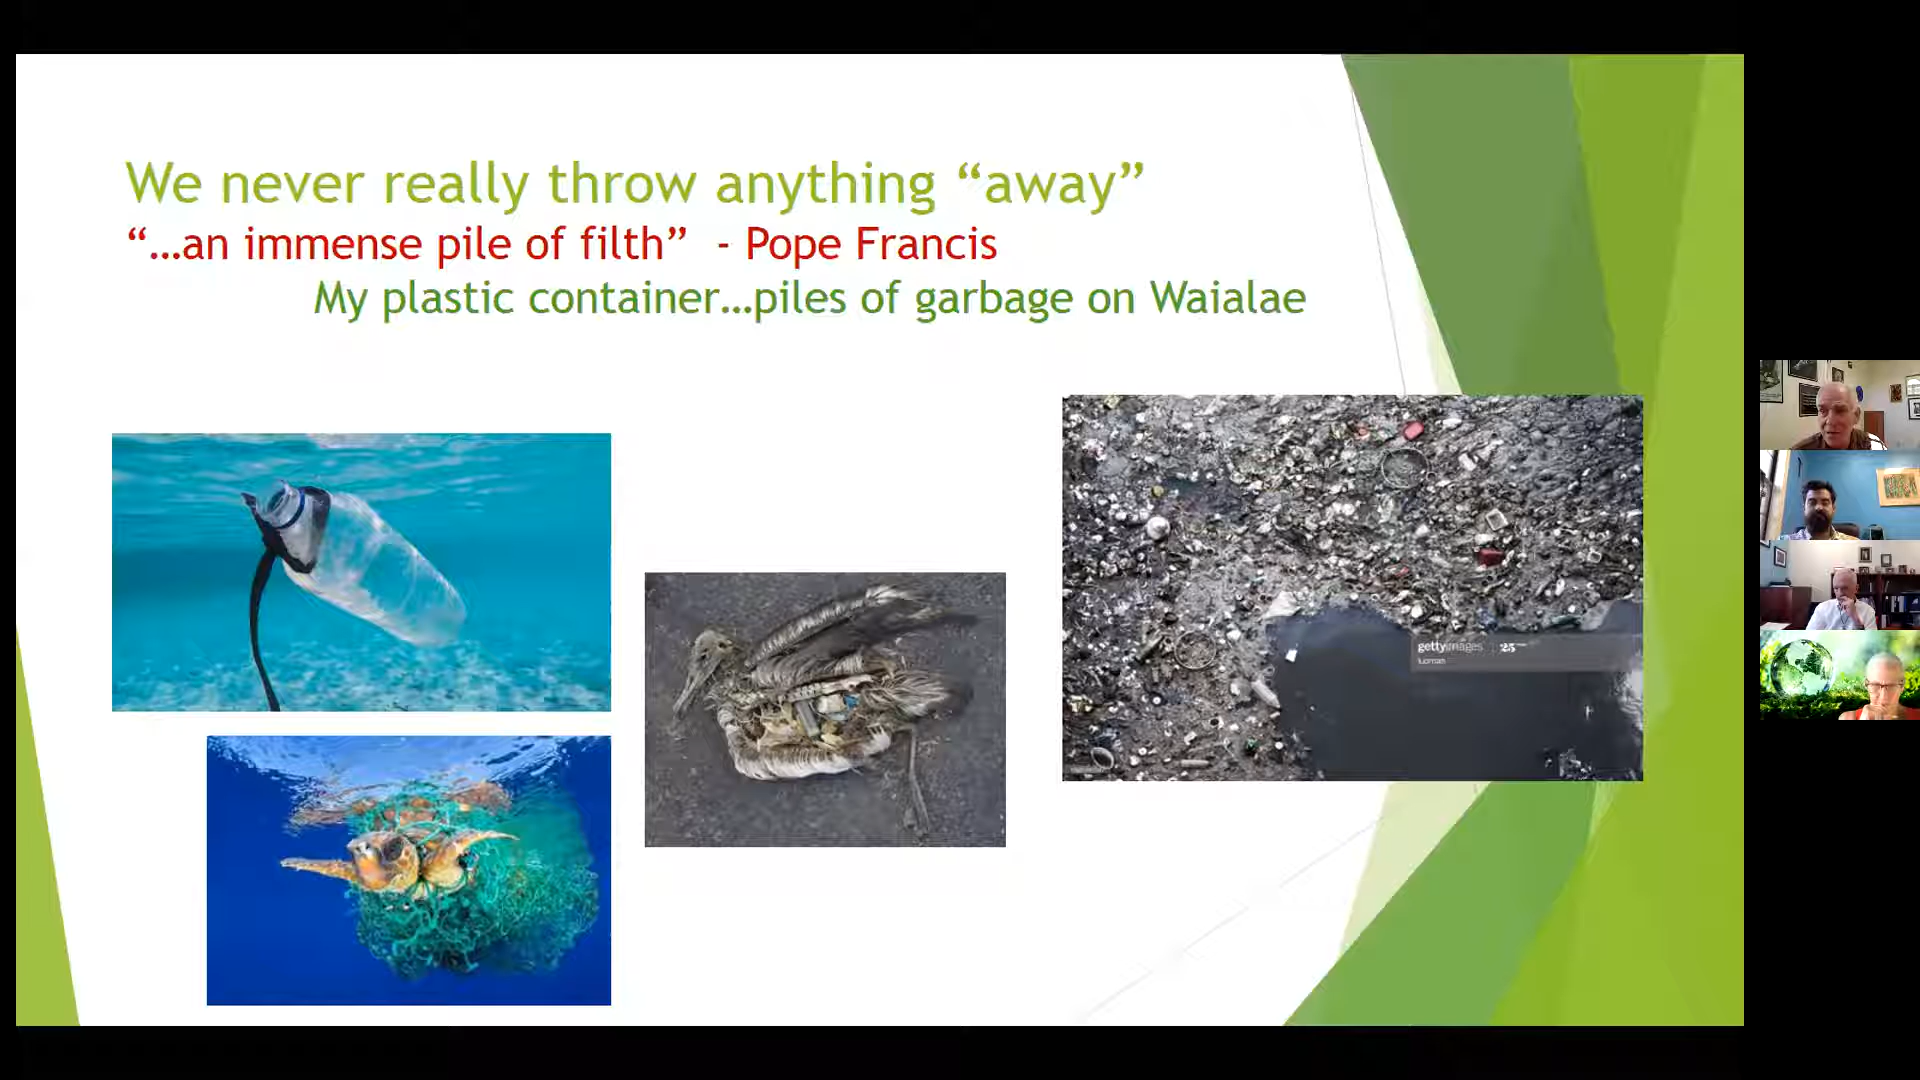 We never really throw anything “away”
“…an immense pile of filth” - Pope Francis
My plastic container…piles of garbage on Waialae
gettyimages
luoman